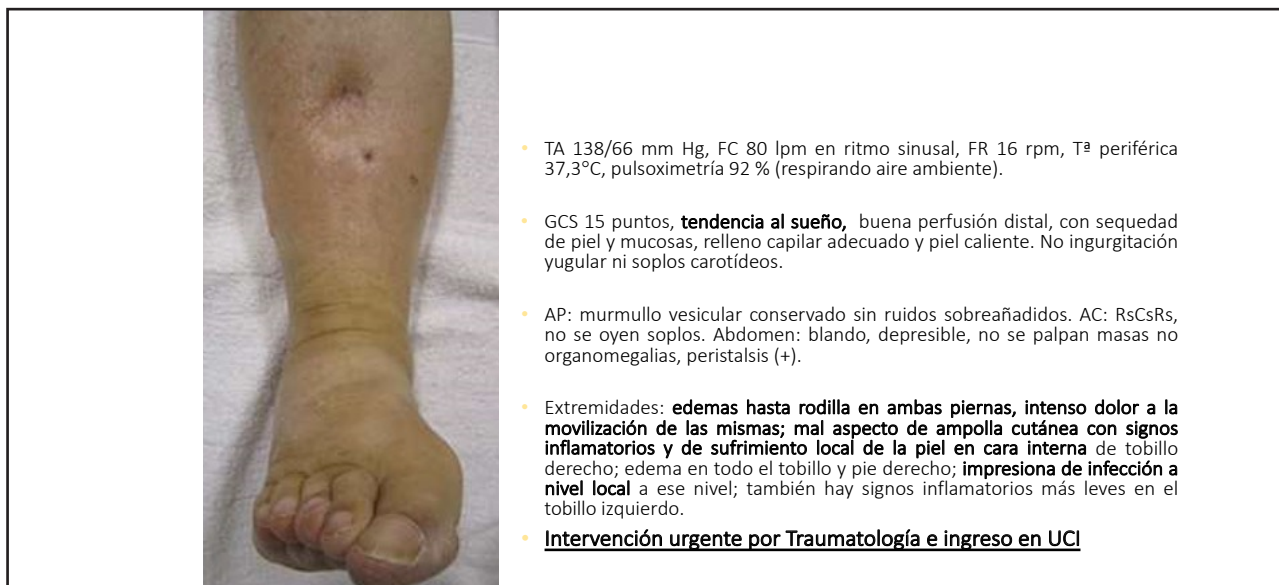 • TA 138/66 mm Hg, FC 80 lpm en ritmo sinusal, FR 16 rpm, Tª periférica
37,3°C, pulsoximetría 92 % (respirando aire ambiente).
• GCS 15 puntos, tendencia al sueño, buena perfusión distal, con sequedad
de piel y mucosas, relleno capilar adecuado y piel caliente. No ingurgitación
yugular ni soplos carotídeos.
• AP: murmullo vesicular conservado sin ruidos sobreañadidos. AC: RsCsRs,
no se oyen soplos. Abdomen: blando, depresible, no se palpan masas no
organomegalias, peristalsis (+).
• Extremidades: edemas hasta rodilla en ambas piernas, intenso dolor a la
movilización de las mismas; mal aspecto de ampolla cutánea con signos
inflamatorios y de sufrimiento local de la piel en cara interna de tobillo
derecho; edema en todo el tobillo y pie derecho; impresiona de infección a
nivel local a ese nivel; también hay signos inflamatorios más leves en el
tobillo izquierdo.
• Intervención urgente por Traumatología e ingreso en UCI